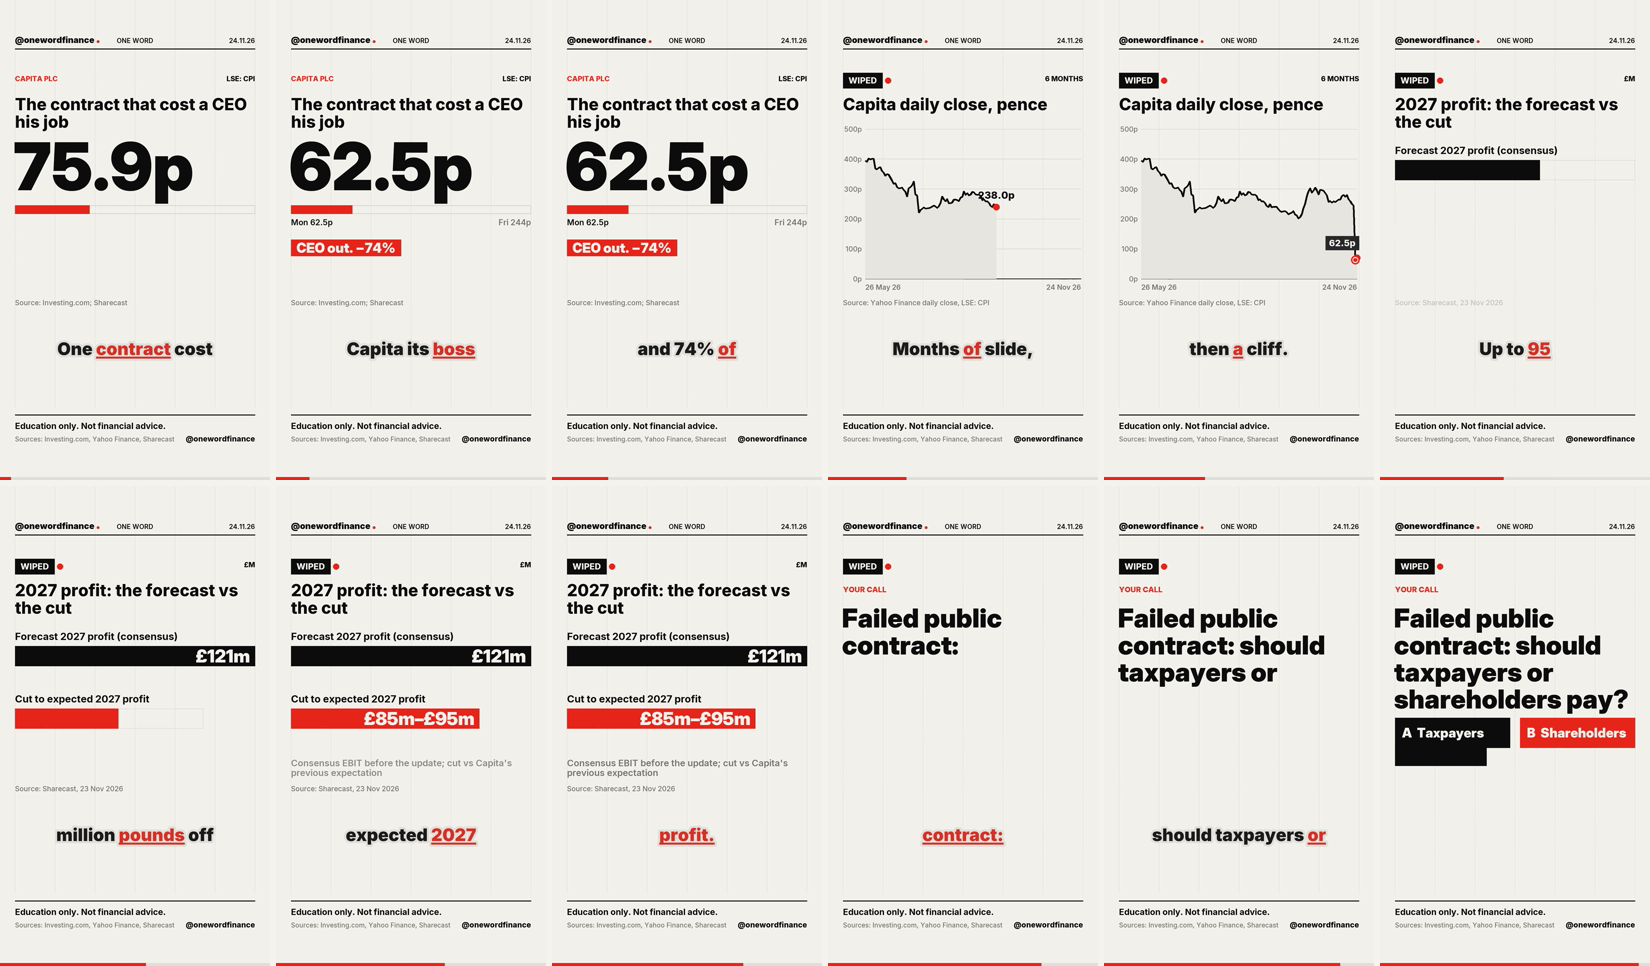 @onewordfinance. ONE WORD 24.11.26
CAPITA PLC LSE: CPI
The contract that cost a CEO
his job
75.9p
Source: Investing.com; Sharecast
One contract cost
Education only. Not financial advice.
Sources: Investing.com, Yahoo Finance, Sharecast @onewordfinance
@onewordfinance. ONE WORD 24.11.26
CAPITA PLC LSE: CPI
The contract that cost a CEO
his job
62.5p
Mon 62.5p Fri 244p
CEO out. –74%
Source: Investing.com; Sharecast
Capita its boss
Education only. Not financial advice.
Sources: Investing.com, Yahoo Finance, Sharecast @onewordfinance
@onewordfinance. ONE WORD 24.11.26
CAPITA PLC LSE: CPI
The contract that cost a CEO
his job
62.5p
Mon 62.5p Fri 244p
CEO out. –74%
Source: Investing.com; Sharecast
and 74% of
Education only. Not financial advice.
Sources: Investing.com, Yahoo Finance, Sharecast @onewordfinance
@onewordfinance. ONE WORD 24.11.26
WIPED 6 MONTHS
Capita daily close, pence
500p
400p
300p
238.0p
200p
100p
0p
26 May 26 24 Nov 26
Source: Yahoo Finance daily close, LSE: CPI
Months of slide,
Education only. Not financial advice.
Sources: Investing.com, Yahoo Finance, Sharecast @onewordfinance
@onewordfinance. ONE WORD 24.11.26
WIPED 6 MONTHS
Capita daily close, pence
500p
400p
300p
200p
62.5p
100p
0p
26 May 26 24 Nov 26
Source: Yahoo Finance daily close, LSE: CPI
then a cliff.
Education only. Not financial advice.
Sources: Investing.com, Yahoo Finance, Sharecast @onewordfinance
@onewordfinance. ONE WORD 24.11.26
WIPED £M
2027 profit: the forecast vs
the cut
Forecast 2027 profit (consensus)
Source: Sharecast, 23 Nov 2026
Up to 95
Education only. Not financial advice.
Sources: Investing.com, Yahoo Finance, Sharecast @onewordfinance
@onewordfinance. ONE WORD 24.11.26
WIPED £M
2027 profit: the forecast vs
the cut
Forecast 2027 profit (consensus)
£121m
Cut to expected 2027 profit
Source: Sharecast, 23 Nov 2026
million pounds off
Education only. Not financial advice.
Sources: Investing.com, Yahoo Finance, Sharecast @onewordfinance
@onewordfinance. ONE WORD 24.11.26
WIPED £M
2027 profit: the forecast vs
the cut
Forecast 2027 profit (consensus)
£121m
Cut to expected 2027 profit
£85m–£95m
Consensus EBIT before the update; cut vs Capita's
previous expectation
Source: Sharecast, 23 Nov 2026
expected 2027
Education only. Not financial advice.
Sources: Investing.com, Yahoo Finance, Sharecast @onewordfinance
@onewordfinance. ONE WORD 24.11.26
WIPED £M
2027 profit: the forecast vs
the cut
Forecast 2027 profit (consensus)
£121m
Cut to expected 2027 profit
£85m–£95m
Consensus EBIT before the update; cut vs Capita's
previous expectation
Source: Sharecast, 23 Nov 2026
profit.
Education only. Not financial advice.
Sources: Investing.com, Yahoo Finance, Sharecast @onewordfinance
@onewordfinance. ONE WORD 24.11.26
WIPED
YOUR CALL
Failed public
contract:
contract:
Education only. Not financial advice.
Sources: Investing.com, Yahoo Finance, Sharecast @onewordfinance
@onewordfinance. ONE WORD 24.11.26
WIPED
YOUR CALL
Failed public
contract: should
taxpayers or
should taxpayers or
Education only. Not financial advice.
Sources: Investing.com, Yahoo Finance, Sharecast @onewordfinance
@onewordfinance. ONE WORD 24.11.26
WIPED
YOUR CALL
Failed public
contract: should
taxpayers or
shareholders pay?
A Taxpayers B Shareholders
Education only. Not financial advice.
Sources: Investing.com, Yahoo Finance, Sharecast @onewordfinance